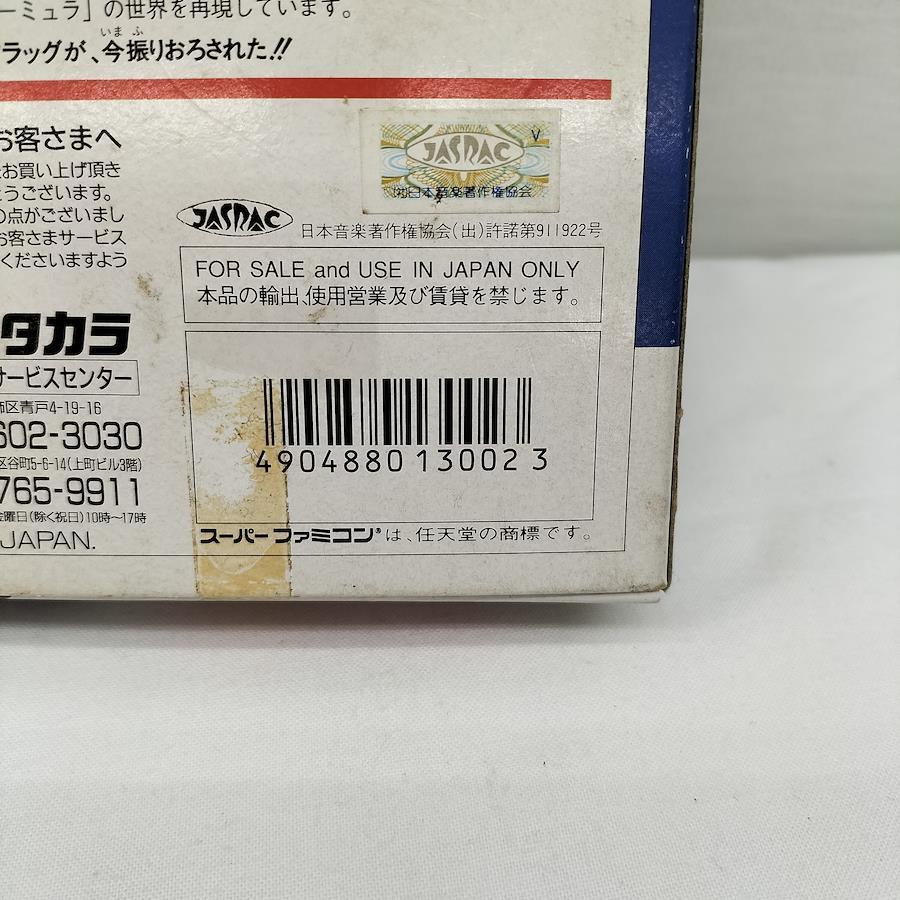 ーミュラ」の世界を再現しています。
いま ふ
ラッグが、今振りおろされた!!
お客さまへ
お買い上げ頂き
とうございます。
の点がございまし
お客さまサービス
くださいますよう
タカラ
サービスセンター
区青戸4-19-16
602-3030
区谷町5-6-14(上町ビル3階)
765-9911
金曜日(除く祝日)10時〜17時
JAPAN.
V
JASRAC
(社)日本音楽著作権協会
JASRAC
日本音楽著作権協会(出)許諾第911922号
FOR SALE and USE IN JAPAN ONLY
本品の輸出、使用営業及び賃貸を禁じます。
4904880130023
スーパーファミコン®は、任天堂の商標です。